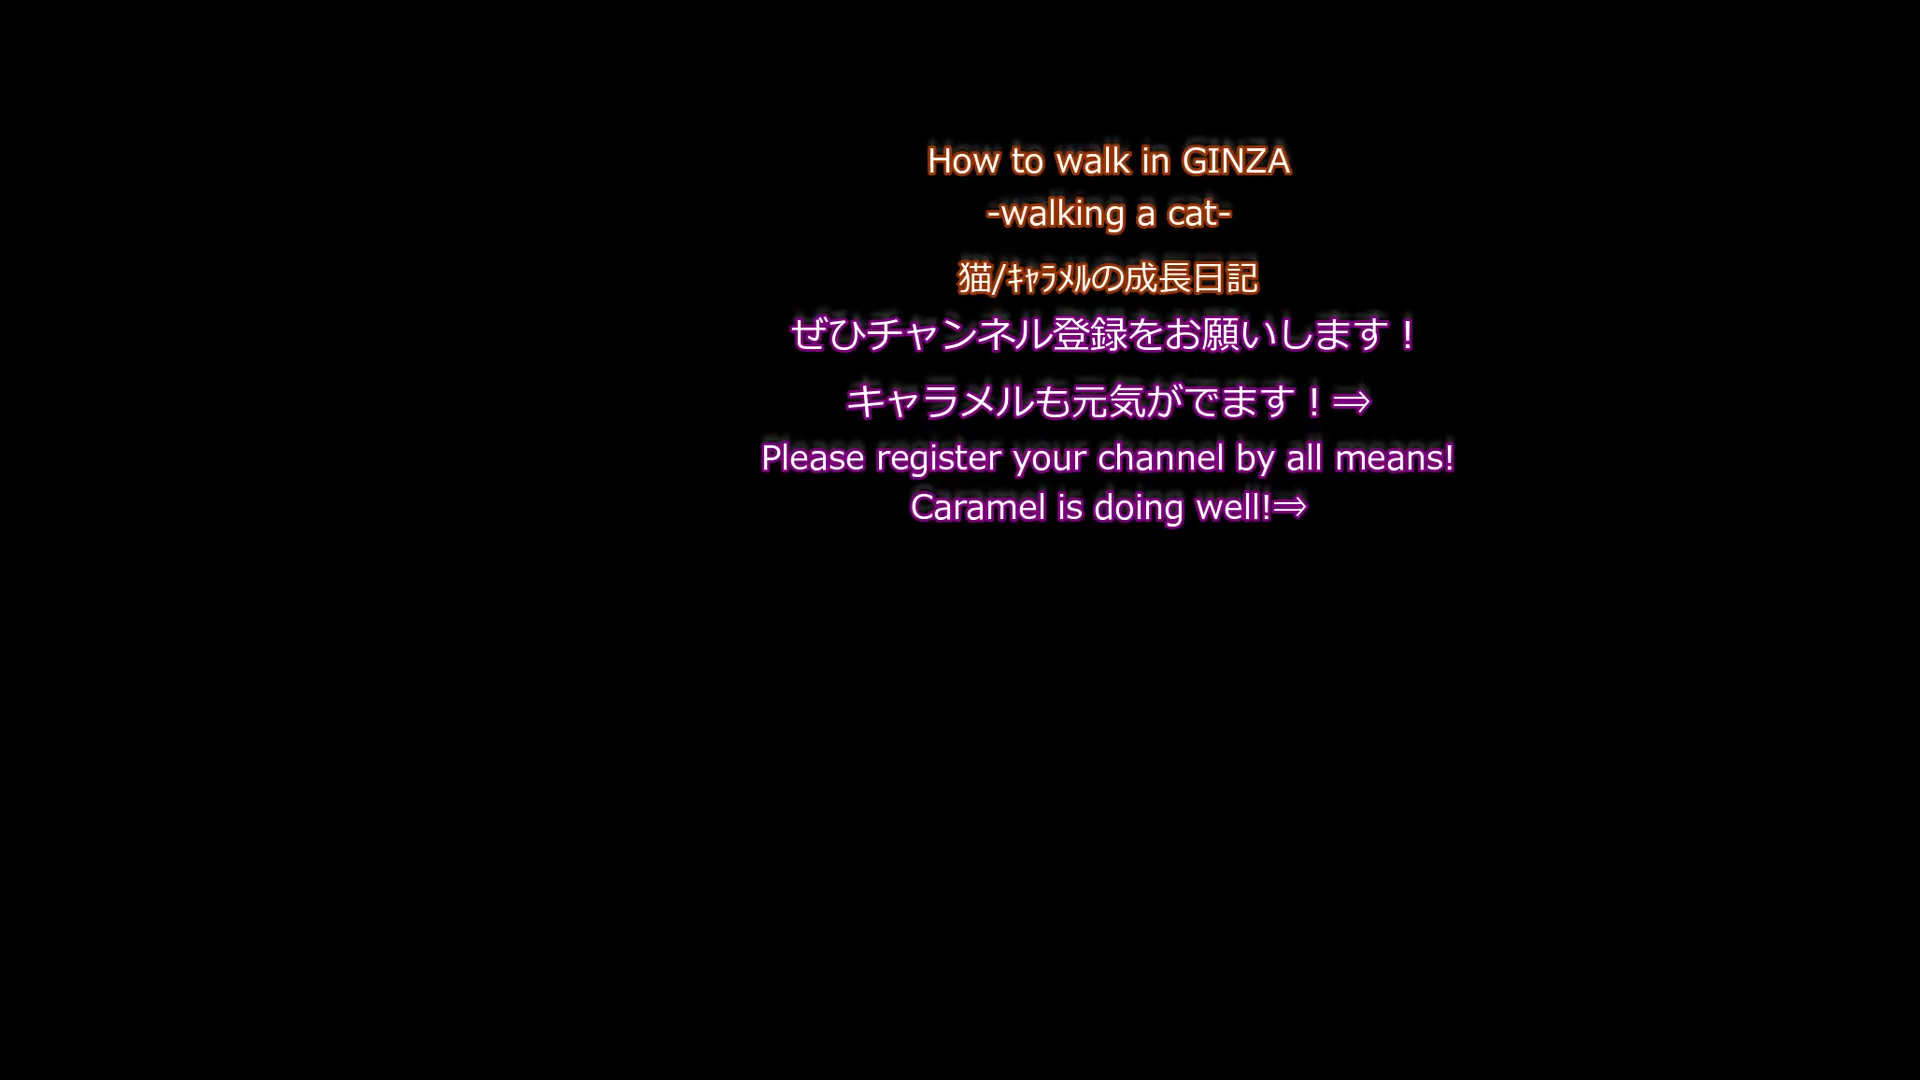 How to walk in GINZA
-walking a cat-
猫/ｷｬﾗﾒﾙの成長日記
ぜひチャンネル登録をお願いします！
キャラメルも元気がでます！⇒
Please register your channel by all means!
Caramel is doing well!⇒